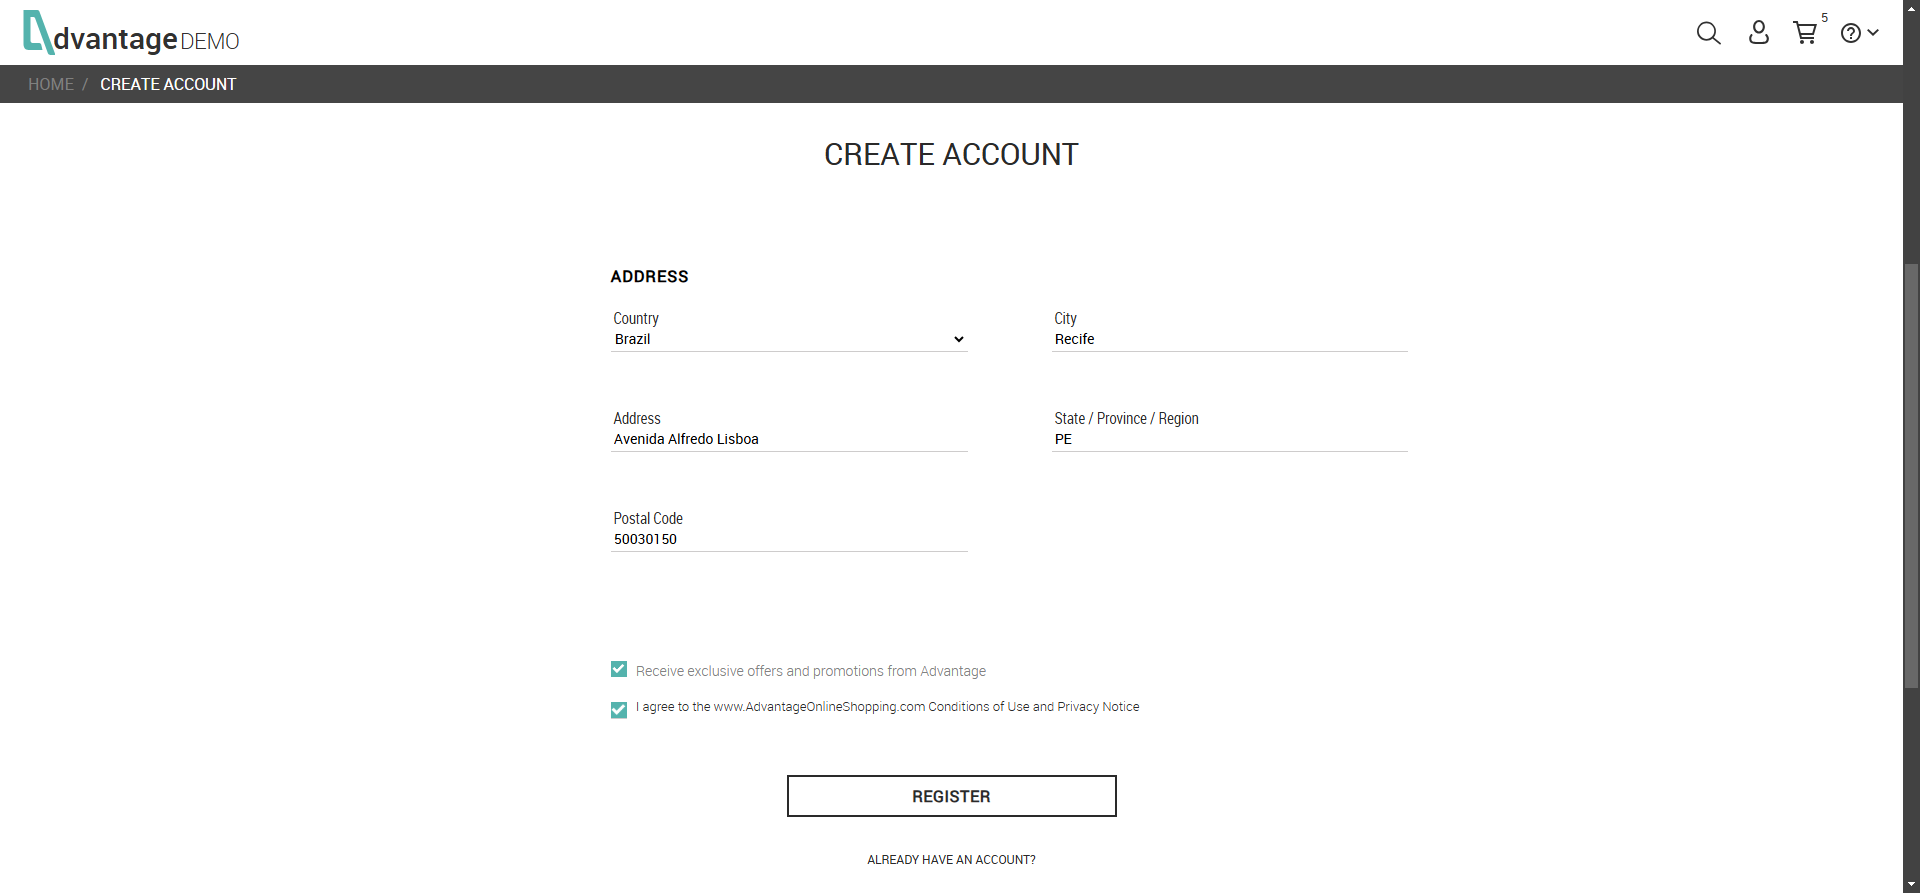 dvantage DEMO
5
HOME / CREATE ACCOUNT
CREATE ACCOUNT
ADDRESS
Country
Brazil
City
Recife
Address
Avenida Alfredo Lisboa
State / Province / Region
PE
Postal Code
50030150
Receive exclusive offers and promotions from Advantage
I agree to the www.AdvantageOnlineShopping.com Conditions of Use and Privacy Notice
REGISTER
ALREADY HAVE AN ACCOUNT?